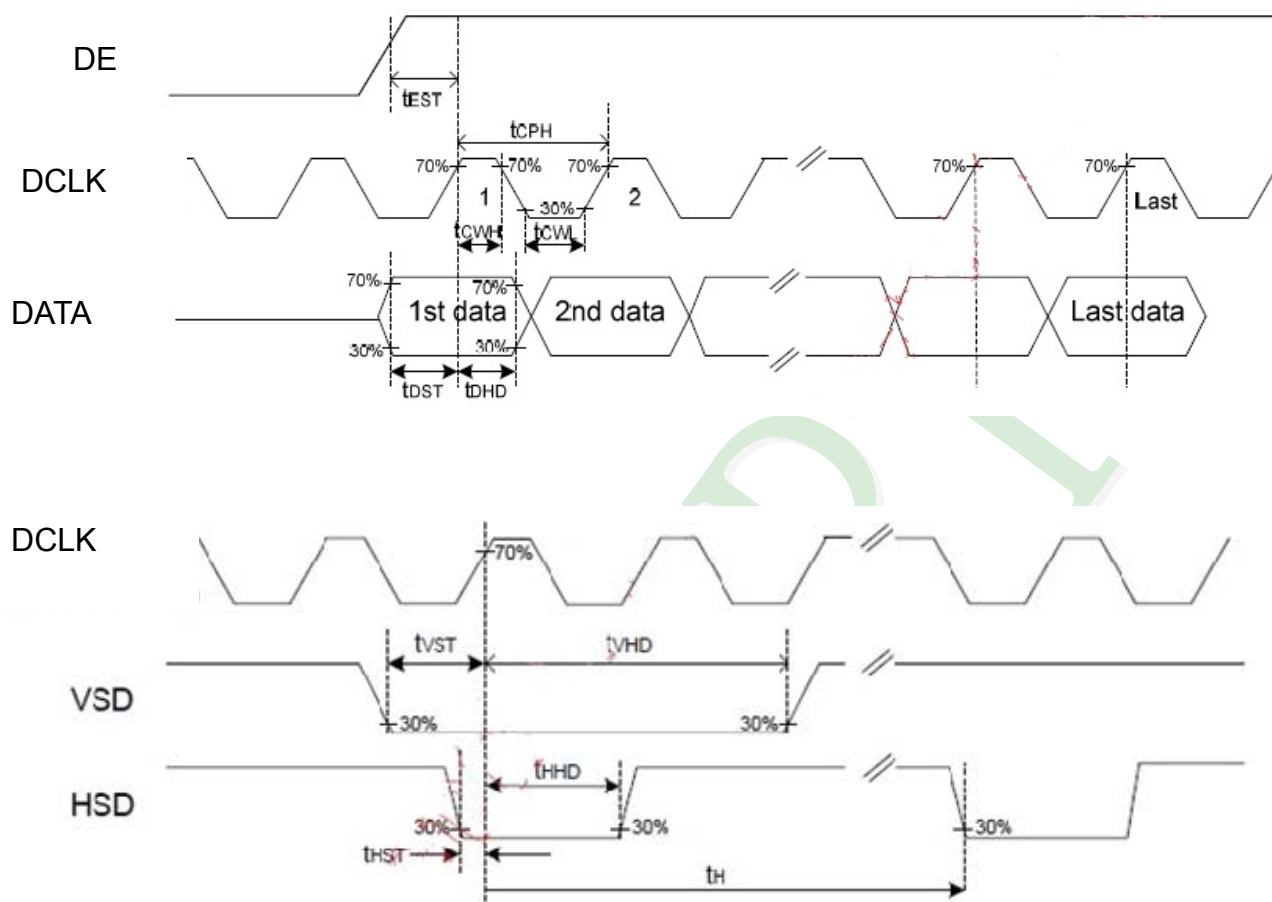 DE
tEST
tCPH
DCLK
70%
70%
70%
70%
70%
1
2
Last
30%
tCWH
tCWL
DATA
70%
70%
1st data
2nd data
Last data
30%
30%
tDST
tDHD
DCLK
70%
tVST
tVHD
VSD
30%
30%
tHHD
HSD
30%
30%
30%
tHST
tH